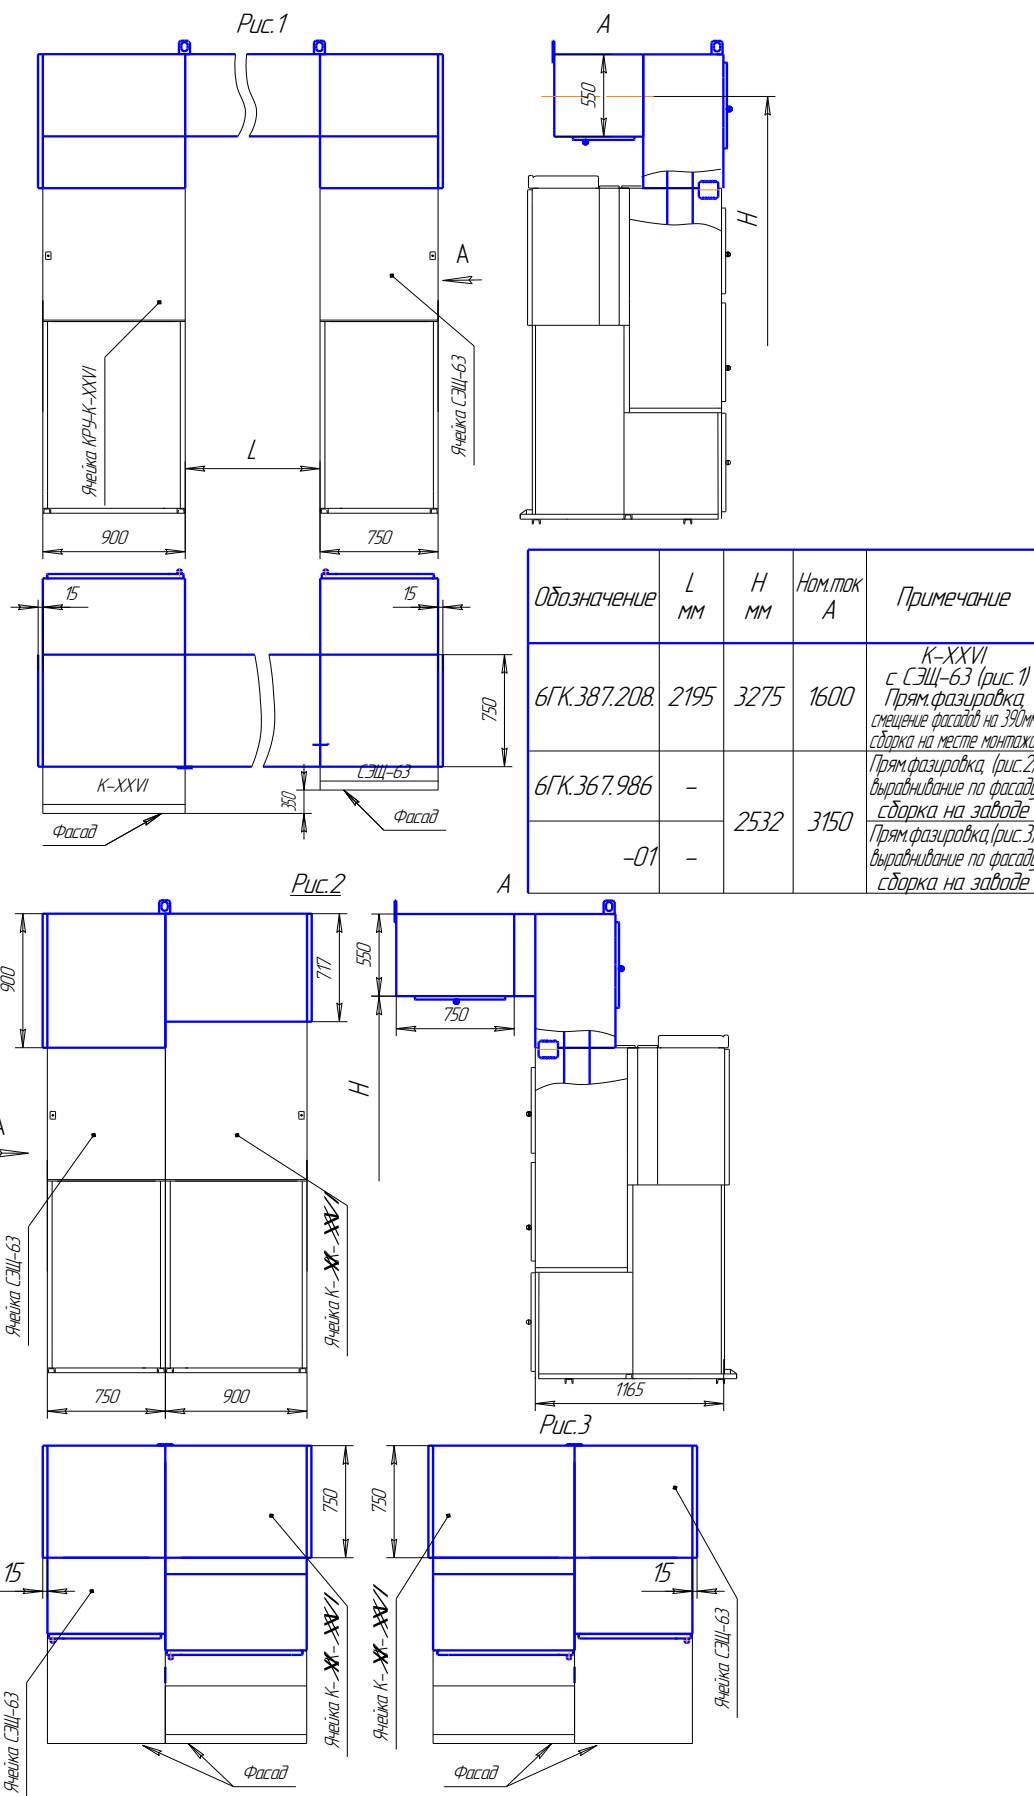 Рис.1
А
550
Н
А
Ячейка КРУ-К-XXVI
Ячейка СЭЩ-63
L
900
750
15
15
750
К-XXVI
СЭЩ-63
350
Фасад
Фасад
Обозначение
L
мм
Н
мм
Ном.ток
А
Примечание
6ГК.387.208.
2195
3275
1600
К-XXVI
с СЭЩ-63 (рис.1)
Прям.фазировка,
смещение фасадов на 390мм
сборка на месте монтажа
6ГК.367.986
-
2532
3150
Прям.фазировка, (рис.2)
выравнивание по фасаду
сборка на заводе
-01
-
Прям.фазировка,(рис.3)
выравнивание по фасаду
сборка на заводе
Рис.2
А
900
717
550
750
Н
А
Ячейка СЭЩ-63
Ячейка К-
750
900
1165
Рис.3
750
750
15
15
Ячейка СЭЩ-63
Ячейка К-
Ячейка К-
Ячейка СЭЩ-63
Фасад
Фасад